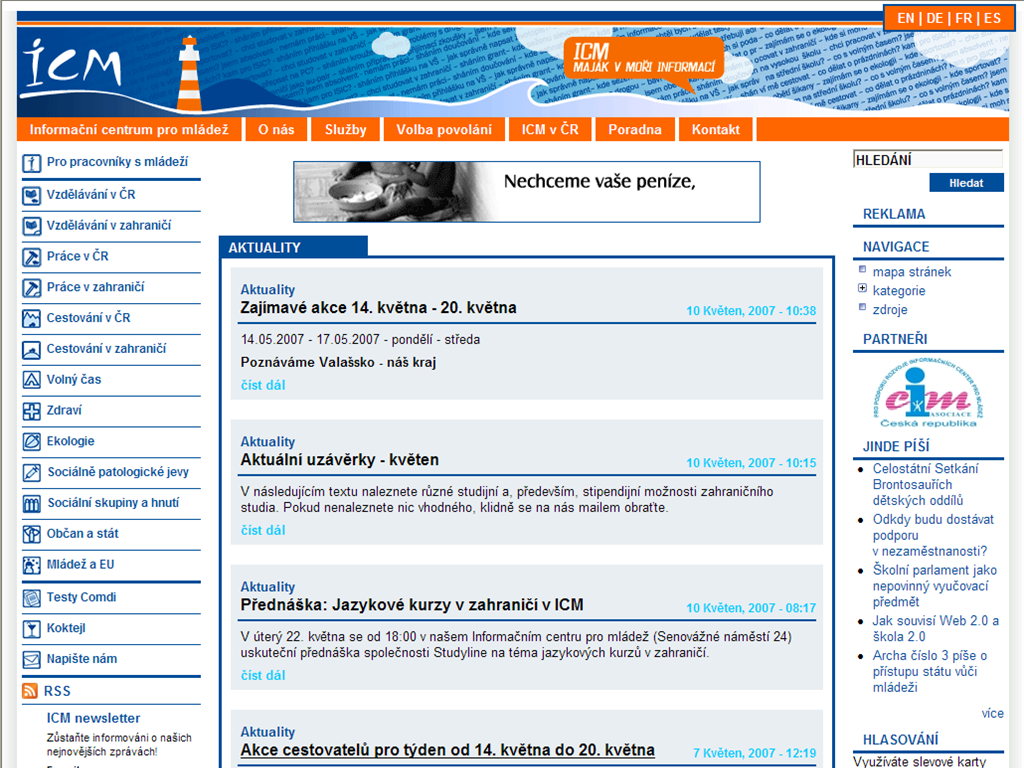 EN | DE | FR | ES
ICM
ICM
MAJÁK V MOŘI INFORMACÍ
Informační centrum pro mládež
O nás
Služby
Volba povolání
ICM v ČR
Poradna
Kontakt
Pro pracovníky s mládeží
Vzdělávání v ČR
Vzdělávání v zahraničí
Práce v ČR
Práce v zahraničí
Cestování v ČR
Cestování v zahraničí
Volný čas
Zdraví
Ekologie
Sociálně patologické jevy
Sociální skupiny a hnutí
Občan a stát
Mládež a EU
Testy Comdi
Koktejl
Napište nám
RSS
ICM newsletter
Zůstaňte informováni o našich
nejnovějších zprávách!
Nechceme vaše peníze,
AKTUALITY
Aktuality
Zajímavé akce 14. května - 20. května
10 Květen, 2007 - 10:38
14.05.2007 - 17.05.2007 - pondělí - středa
Poznáváme Valašsko - náš kraj
číst dál
Aktuality
Aktuální uzávěrky - květen
10 Květen, 2007 - 10:15
V následujícím textu naleznete různé studijní a, především, stipendijní možnosti zahraničního
studia. Pokud nenaleznete nic vhodného, klidně se na nás mailem obraťte.
číst dál
Aktuality
Přednáška: Jazykové kurzy v zahraničí v ICM
10 Květen, 2007 - 08:17
V úterý 22. května se od 18:00 v našem Informačním centru pro mládež (Senovážné náměstí 24)
uskuteční přednáška společnosti Studyline na téma jazykových kurzů v zahraničí.
číst dál
Aktuality
Akce cestovatelů pro týden od 14. května do 20. května
7 Květen, 2007 - 12:19
HLEDÁNÍ
Hledat
REKLAMA
NAVIGACE
mapa stránek
kategorie
zdroje
PARTNEŘI
PRO PODPORU ROZVOJE INFORMAČNÍCH CENTER PRO MLÁDEŽ
cim
ASOCIACE
Česká republika
JINDE PÍŠÍ
Celostátní Setkání
Brontosauřích
dětských oddílů
Odkdy budu dostávat
podporu
v nezaměstnanosti?
Školní parlament jako
nepovinný vyučovací
předmět
Jak souvisí Web 2.0 a
škola 2.0
Archa číslo 3 píše o
přístupu státu vůči
mládeži
více
HLASOVÁNÍ
Využíváte slevové karty